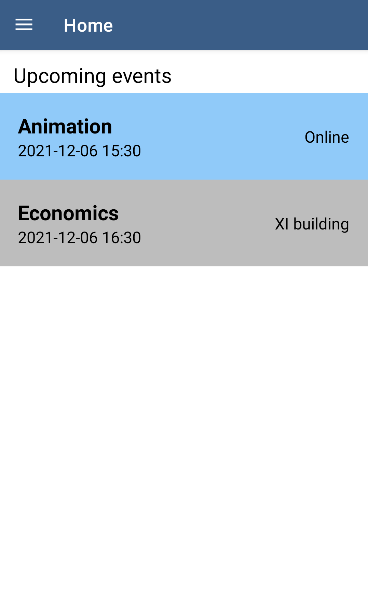 Home
Upcoming events
Animation
2021-12-06 15:30
Online
Economics
2021-12-06 16:30
XI building